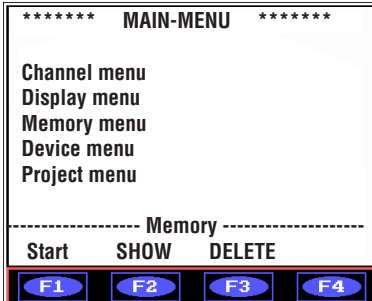 ******* MAIN-MENU *******
Channel menu
Display menu
Memory menu
Device menu
Project menu
------------------ Memory -------------------
Start SHOW DELETE
F1 F2 F3 F4